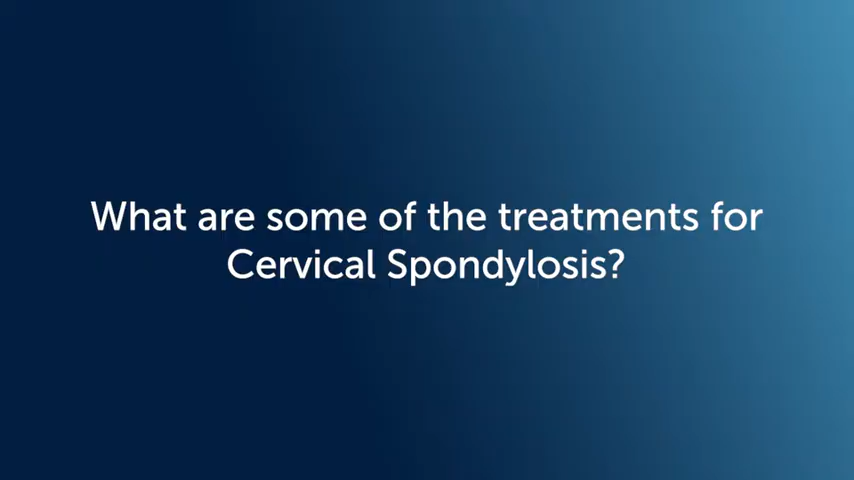 What are some of the treatments for
Cervical Spondylosis?